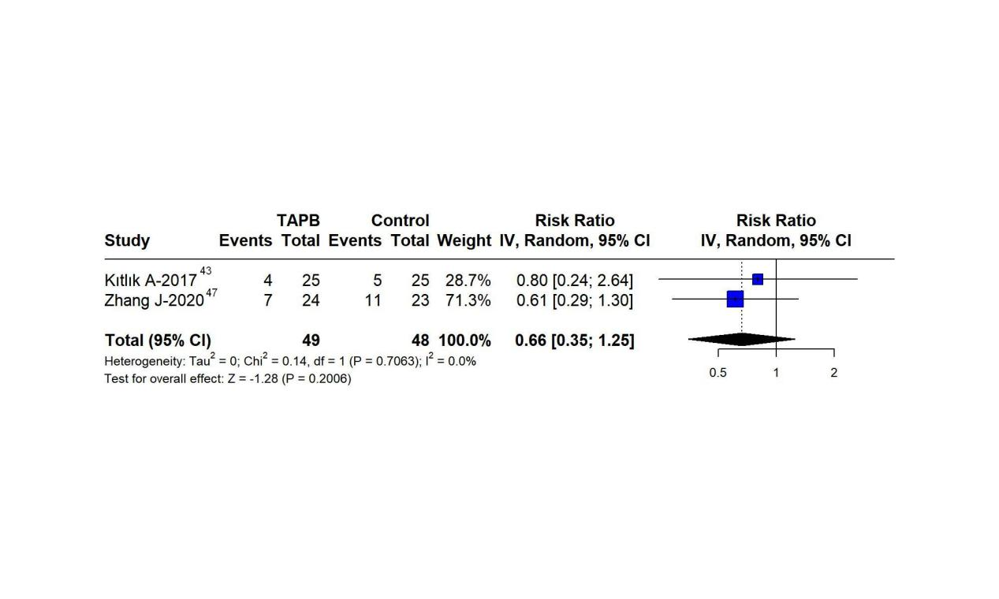 TAPB Control Risk Ratio Risk Ratio
Study Events Total Events Total Weight IV, Random, 95% CI IV, Random, 95% CI
Kıtlık A-2017 43 4 25 5 25 28.7% 0.80 [0.24; 2.64]
Zhang J-2020 47 7 24 11 23 71.3% 0.61 [0.29; 1.30]
Total (95% CI) 49 48 100.0% 0.66 [0.35; 1.25]
Heterogeneity: Tau² = 0; Chi² = 0.14, df = 1 (P = 0.7063); I² = 0.0%
Test for overall effect: Z = -1.28 (P = 0.2006)
0.5 1 2